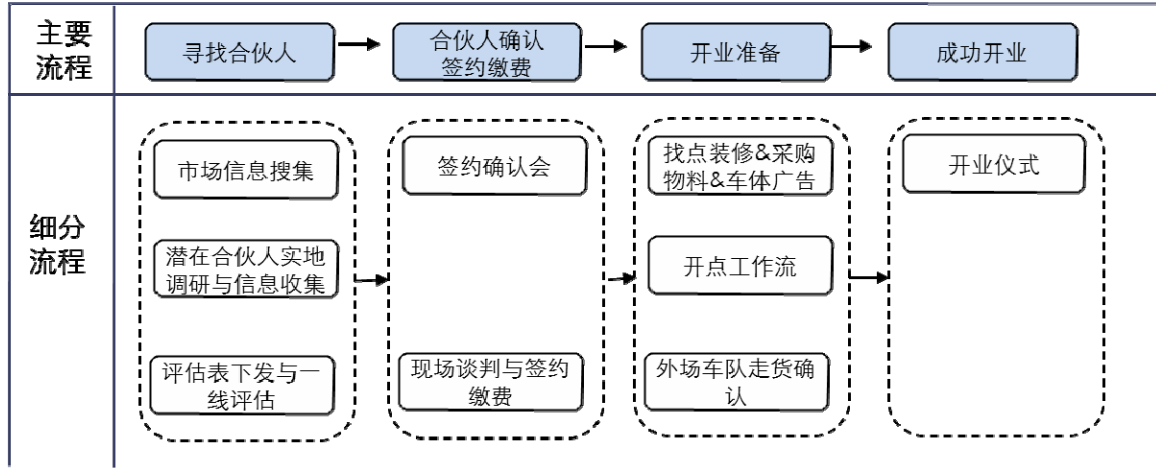 主要
流程
寻找合伙人
合伙人确认
签约缴费
开业准备
成功开业
细分
流程
市场信息搜集
潜在合伙人实地
调研与信息收集
评估表下发与一
线评估
签约确认会
现场谈判与签约
缴费
找点装修&采购
物料&车体广告
开点工作流
外场车队走货确
认
开业仪式